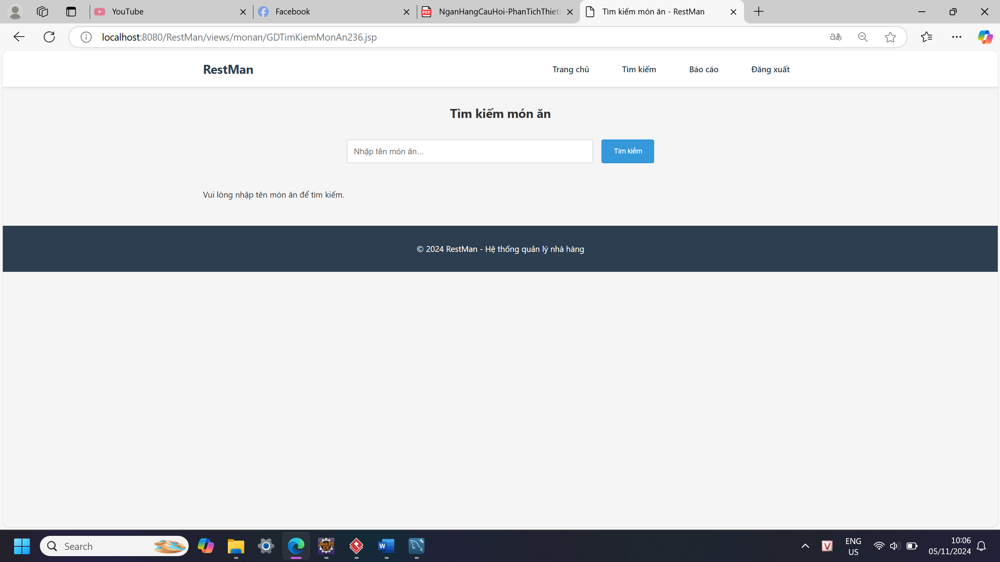 YouTube
Facebook
NganHangCauHoi-PhanTichThiet
Tìm kiếm món ăn - RestMan
localhost:8080/RestMan/views/monan/GDTimKiemMonAn236.jsp
RestMan
Trang chủ
Tìm kiếm
Báo cáo
Đăng xuất
Tìm kiếm món ăn
Nhập tên món ăn...
Tìm kiếm
Vui lòng nhập tên món ăn để tìm kiếm.
© 2024 RestMan - Hệ thống quản lý nhà hàng
Search
Java EE
IDE
ENG
US
10:06
05/11/2024